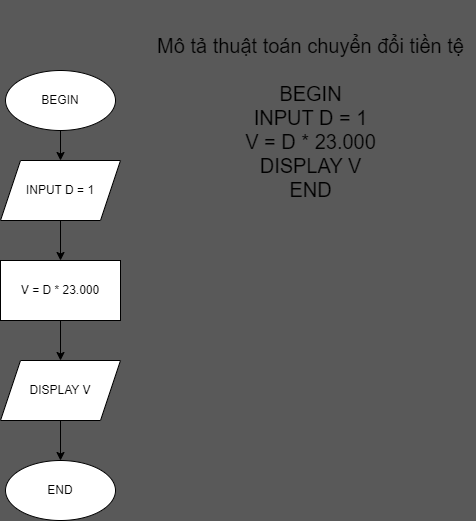 Mô tả thuật toán chuyển đổi tiền tệ
BEGIN
INPUT D = 1
V = D * 23.000
DISPLAY V
END
BEGIN
INPUT D = 1
V = D * 23.000
DISPLAY V
END